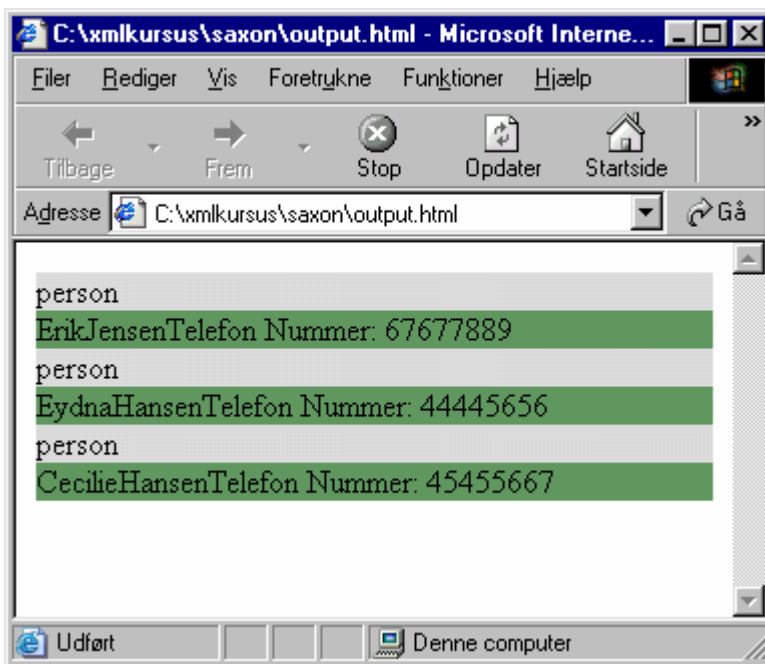 C:\xmlkursus\saxon\output.html - Microsoft Interne...
Filer Rediger Vis Foretrukne Funktioner Hjælp
Tilbage Frem Stop Opdater Startside »
Adresse C:\xmlkursus\saxon\output.html Gå
person
ErikJensenTelefon Nummer: 67677889
person
EydnaHansenTelefon Nummer: 44445656
person
CecilieHansenTelefon Nummer: 45455667
Udført Denne computer